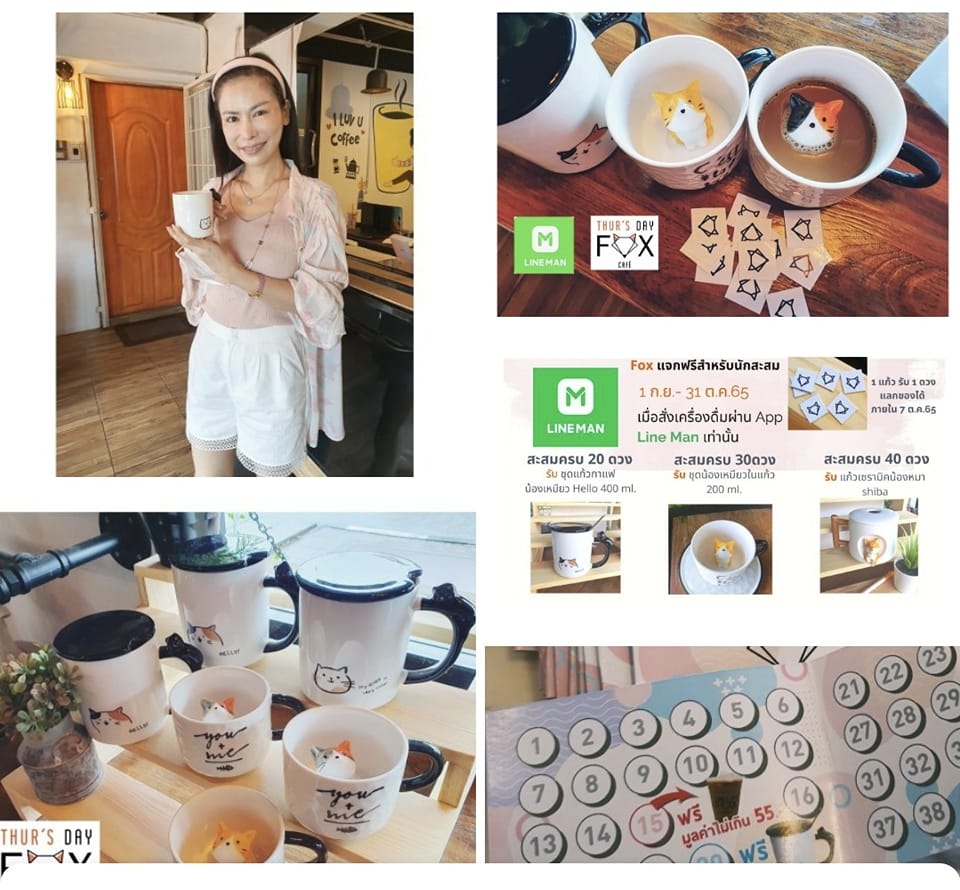 I LUV U
Coffee
LINE MAN
THUR'S DAY
FOX
CAFÉ
Fox แจกฟรีสำหรับนักสะสม
1 ก.ย.- 31 ต.ค.65
เมื่อสั่งเครื่องดื่มผ่าน App
Line Man เท่านั้น
LINE MAN
1 แก้ว รับ 1 ดวง
แลกของได้
ภายใน 7 ต.ค.65
สะสมครบ 20 ดวง
รับ ชุดแก้วกาแฟ
น้องเหมียว Hello 400 ml.
สะสมครบ 30ดวง
รับ ชุดน้องเหมียวในแก้ว
200 ml.
สะสมครบ 40 ดวง
รับ แก้วเซรามิคน้องหมา
shiba
Hello!
Hello!
you
+
me
you
+
me
THUR'S DAY
FOX
1 2 3 4 5 6
7 8 9 10 11 12
13 14 15 ฟรี 16
มูลค่าไม่เกิน 55
ฟรี
21 22 23
27 28 29
31 32
37 38